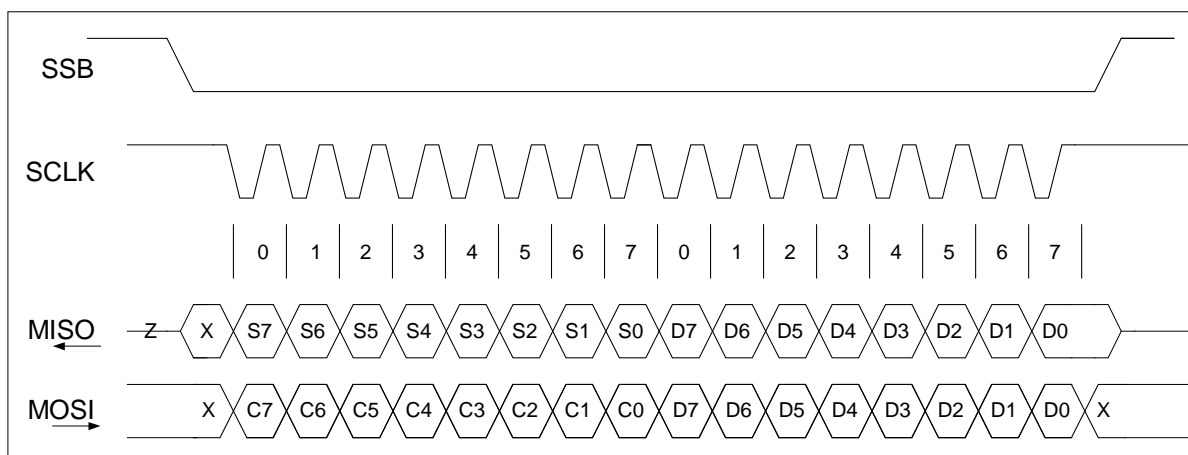 SSB
SCLK
0 1 2 3 4 5 6 7 0 1 2 3 4 5 6 7
MISO Z X S7 S6 S5 S4 S3 S2 S1 S0 D7 D6 D5 D4 D3 D2 D1 D0
MOSI X C7 C6 C5 C4 C3 C2 C1 C0 D7 D6 D5 D4 D3 D2 D1 D0 X